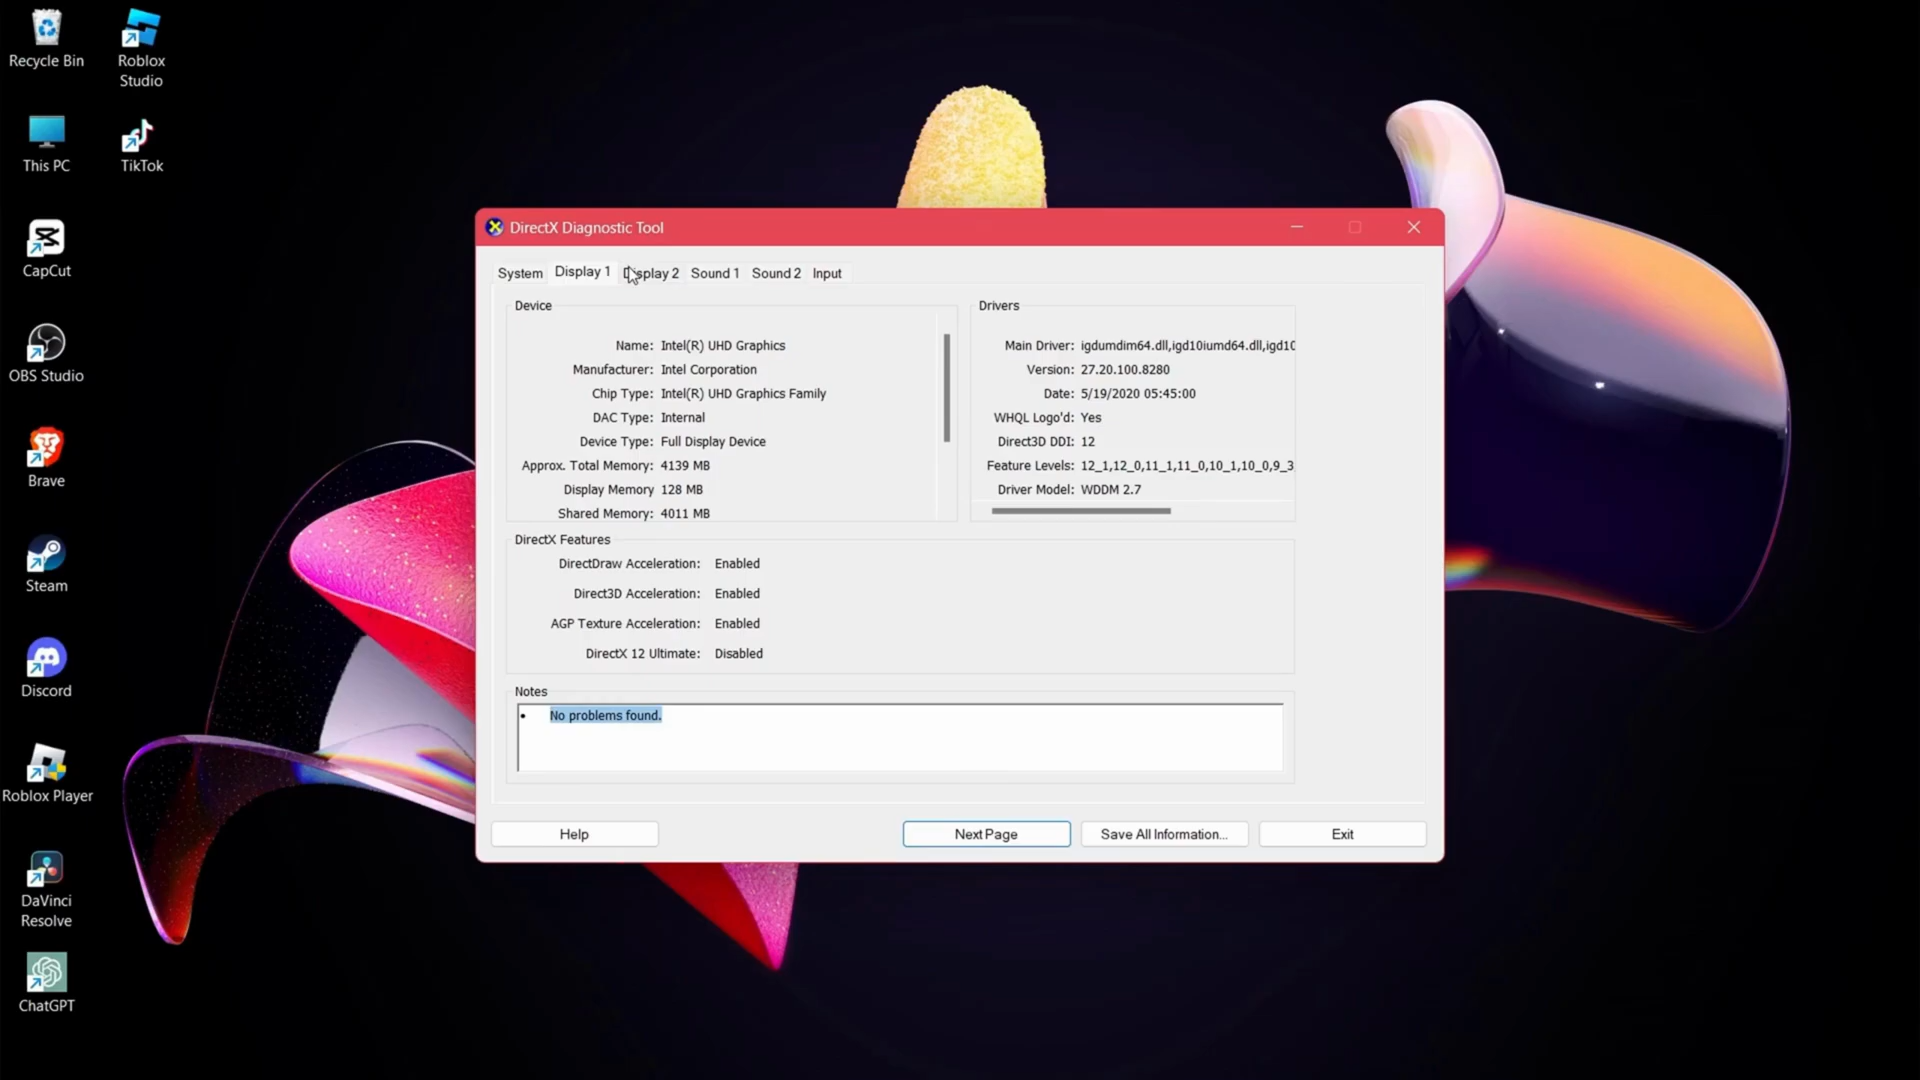 Recycle Bin
Roblox
Studio
This PC
TikTok
CapCut
OBS Studio
Brave
Steam
Discord
Roblox Player
DaVinci
Resolve
ChatGPT
DirectX Diagnostic Tool
System Display 1 Display 2 Sound 1 Sound 2 Input
Device
Name: Intel(R) UHD Graphics
Manufacturer: Intel Corporation
Chip Type: Intel(R) UHD Graphics Family
DAC Type: Internal
Device Type: Full Display Device
Approx. Total Memory: 4139 MB
Display Memory 128 MB
Shared Memory: 4011 MB
Drivers
Main Driver: igdumdim64.dll,igd10iumd64.dll,igd10
Version: 27.20.100.8280
Date: 5/19/2020 05:45:00
WHQL Logo'd: Yes
Direct3D DDI: 12
Feature Levels: 12_1,12_0,11_1,11_0,10_1,10_0,9_3
Driver Model: WDDM 2.7
DirectX Features
DirectDraw Acceleration: Enabled
Direct3D Acceleration: Enabled
AGP Texture Acceleration: Enabled
DirectX 12 Ultimate: Disabled
Notes
• No problems found.
Help
Next Page
Save All Information...
Exit